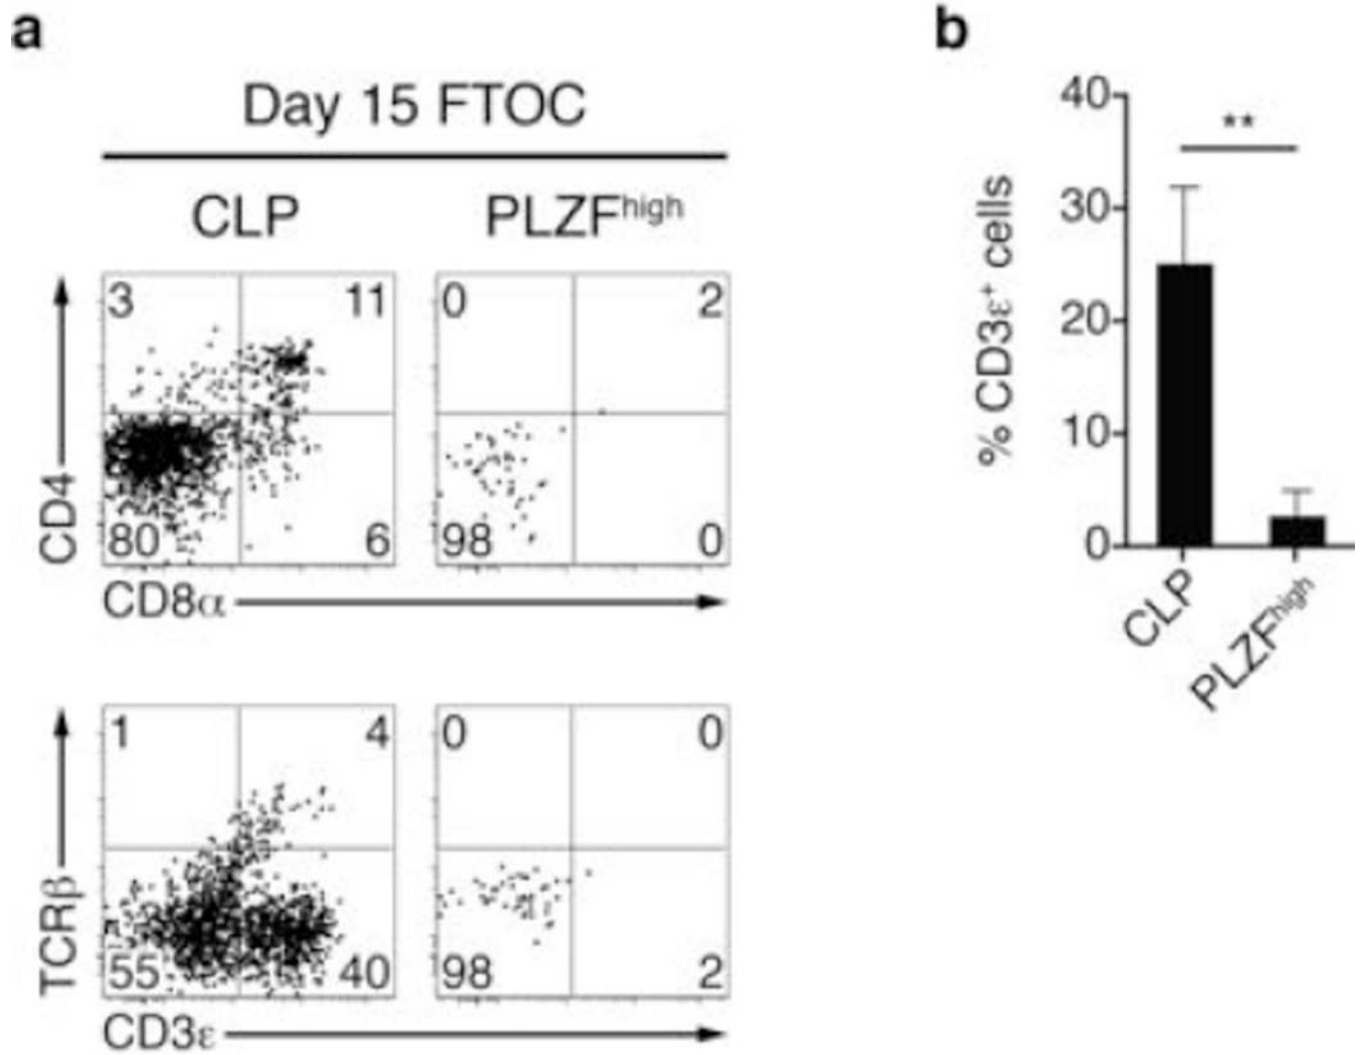 a
Day 15 FTOC
CLP
PLZFhigh
3
11
80
6
0
2
98
0
CD4
CD8α
1
4
55
40
0
0
98
2
TCRβ
CD3ε
b
% CD3ε+ cells
40
30
20
10
0
**
CLP
PLZFhigh